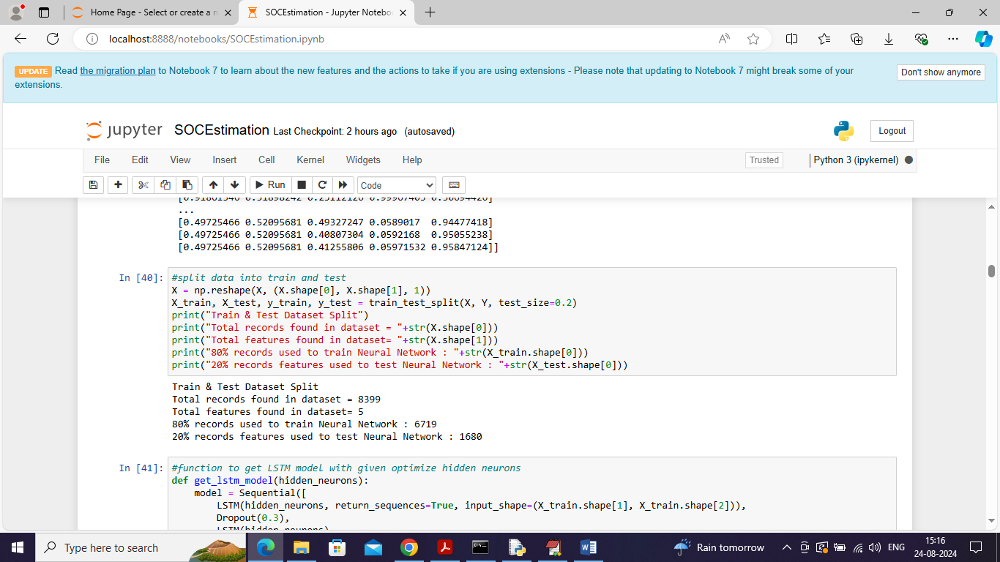 Home Page - Select or create a n
SOCEstimation - Jupyter Noteboo
localhost:8888/notebooks/SOCEstimation.ipynb
UPDATE Read the migration plan to Notebook 7 to learn about the new features and the actions to take if you are using extensions - Please note that updating to Notebook 7 might break some of your
extensions.
Don't show anymore
jupyter SOCEstimation Last Checkpoint: 2 hours ago (autosaved)
Logout
File Edit View Insert Cell Kernel Widgets Help
Trusted Python 3 (ipykernel)
Run Code
[0.91861546 0.51898242 0.25112126 0.99967405 0.50694426]
...
[0.49725466 0.52095681 0.49327247 0.0589017  0.94477418]
[0.49725466 0.52095681 0.40807304 0.0592168  0.95055238]
[0.49725466 0.52095681 0.41255806 0.05971532 0.95847124]]
In [40]: #split data into train and test
X = np.reshape(X, (X.shape[0], X.shape[1], 1))
X_train, X_test, y_train, y_test = train_test_split(X, Y, test_size=0.2)
print("Train & Test Dataset Split")
print("Total records found in dataset = "+str(X.shape[0]))
print("Total features found in dataset= "+str(X.shape[1]))
print("80% records used to train Neural Network : "+str(X_train.shape[0]))
print("20% records features used to test Neural Network : "+str(X_test.shape[0]))
Train & Test Dataset Split
Total records found in dataset = 8399
Total features found in dataset= 5
80% records used to train Neural Network : 6719
20% records features used to test Neural Network : 1680
In [41]: #function to get LSTM model with given optimize hidden neurons
def get_lstm_model(hidden_neurons):
model = Sequential([
LSTM(hidden_neurons, return_sequences=True, input_shape=(X_train.shape[1], X_train.shape[2])),
Dropout(0.3),
LSTM(hidden_neurons)
Type here to search
Rain tomorrow
ENG
15:16
24-08-2024